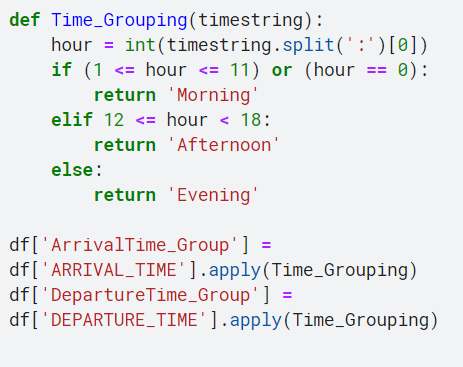 def Time_Grouping(timestring):
    hour = int(timestring.split(':')[0])
    if (1 <= hour <= 11) or (hour == 0):
        return 'Morning'
    elif 12 <= hour < 18:
        return 'Afternoon'
    else:
        return 'Evening'
df['ArrivalTime_Group'] =
df['ARRIVAL_TIME'].apply(Time_Grouping)
df['DepartureTime_Group'] =
df['DEPARTURE_TIME'].apply(Time_Grouping)